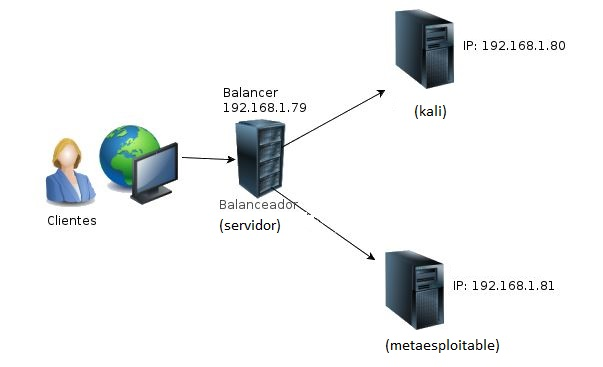 IP: 192.168.1.80
(kali)
Balancer
192.168.1.79
Balanceador
(servidor)
Clientes
IP: 192.168.1.81
(metaesploitable)